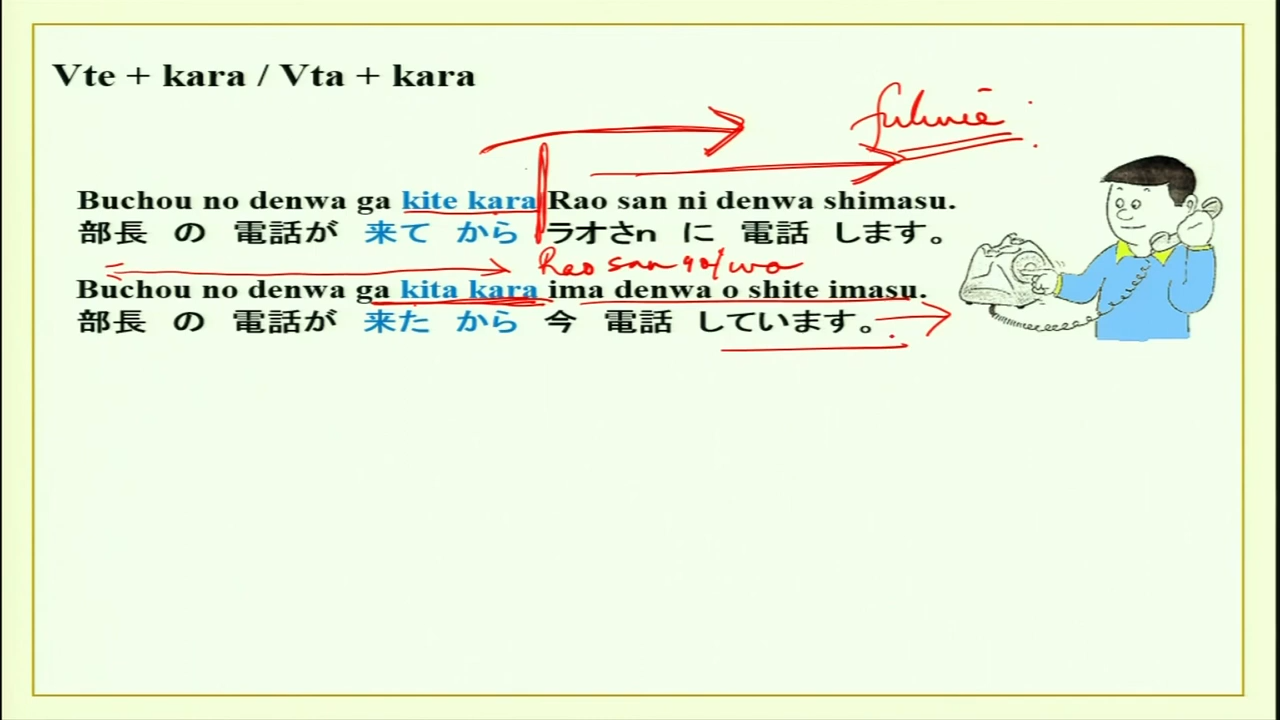 Vte + kara / Vta + kara
future
Buchou no denwa ga kite kara Rao san ni denwa shimasu.
部長 の 電話が 来て から ラオさn に 電話 します。
Rao san ga/wa
Buchou no denwa ga kita kara ima denwa o shite imasu.
部長 の 電話が 来た から 今 電話 しています。